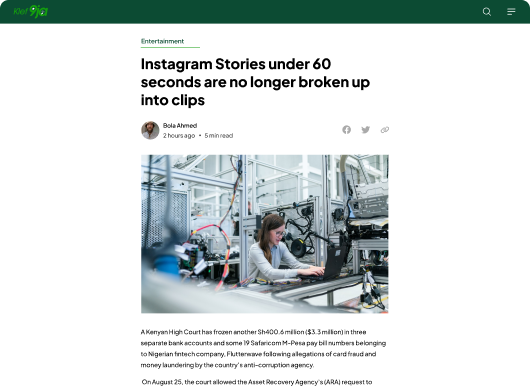 Klef 9ja
Entertainment
Instagram Stories under 60
seconds are no longer broken up
into clips
Bola Ahmed
2 hours ago • 5 min read
A Kenyan High Court has frozen another Sh400.6 million ($3.3 million) in three
separate bank accounts and some 19 Safaricom M-Pesa pay bill numbers belonging
to Nigerian fintech company, Flutterwave following allegations of card fraud and
money laundering by the country's anti-corruption agency.
On August 25, the court allowed the Asset Recovery Agency's (ARA) request to